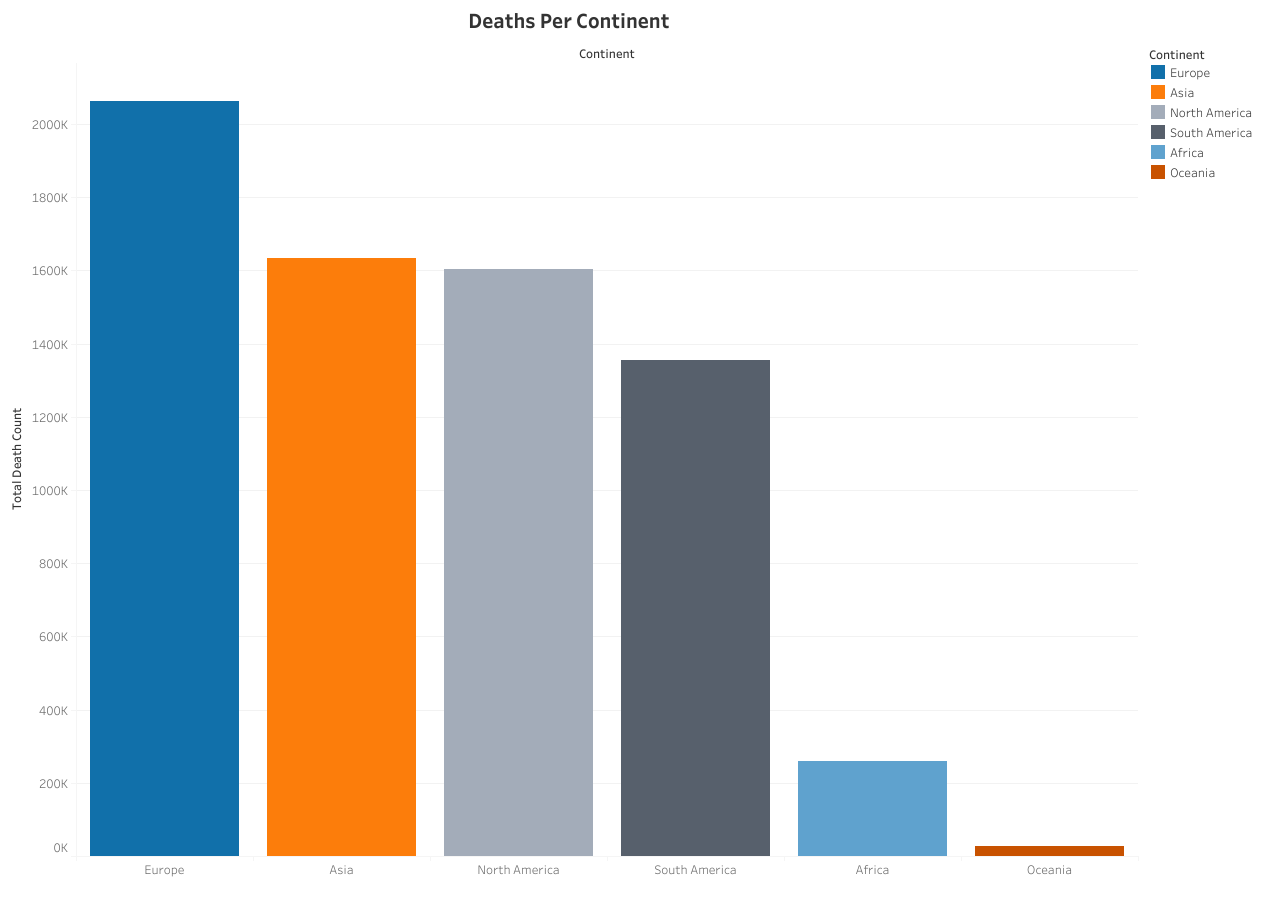 Deaths Per Continent
Continent
Continent
Europe
Asia
North America
South America
Africa
Oceania
Total Death Count
2000K
1800K
1600K
1400K
1200K
1000K
800K
600K
400K
200K
0K
Europe Asia North America South America Africa Oceania